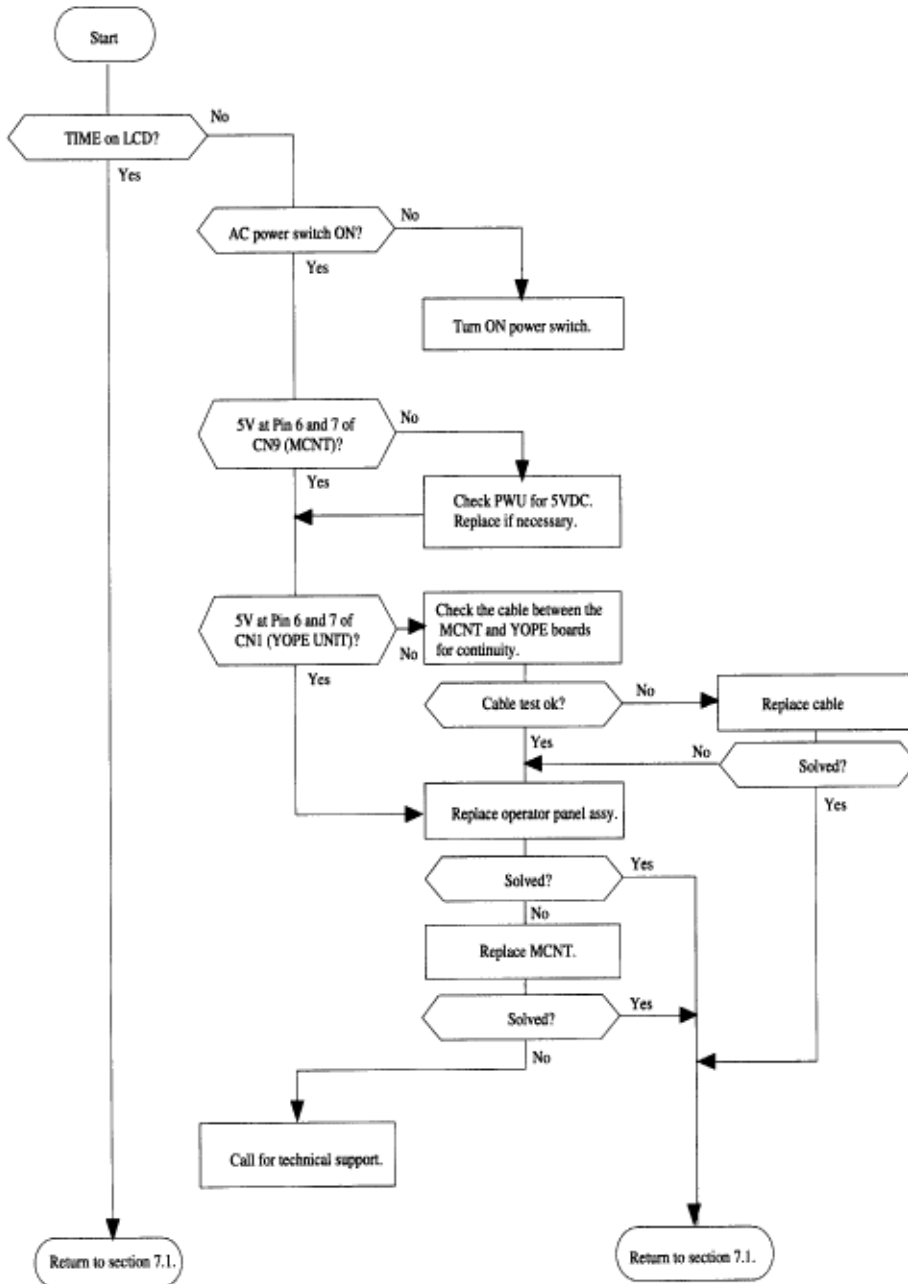 Start
TIME on LCD?
No
Yes
AC power switch ON?
No
Yes
Turn ON power switch.
5V at Pin 6 and 7 of
CN9 (MCNT)?
No
Yes
Check PWU for 5VDC.
Replace if necessary.
5V at Pin 6 and 7 of
CN1 (YOPE UNIT)?
No
Yes
Check the cable between the
MCNT and YOPE boards
for continuity.
Cable test ok?
No
Yes
Replace cable
Solved?
No
Yes
Replace operator panel assy.
Solved?
Yes
No
Replace MCNT.
Solved?
Yes
No
Call for technical support.
Return to section 7.1.
Return to section 7.1.